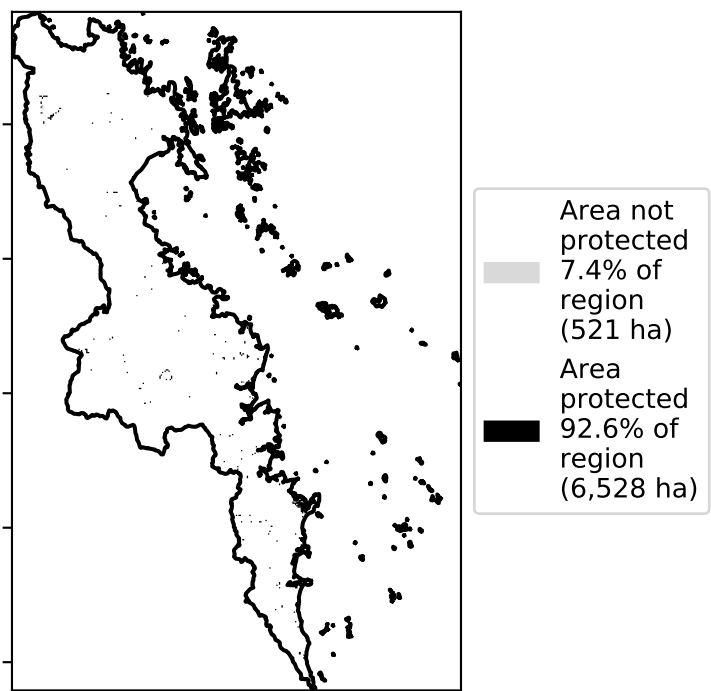 Area not
protected
7.4% of
region
(521 ha)
Area
protected
92.6% of
region
(6,528 ha)